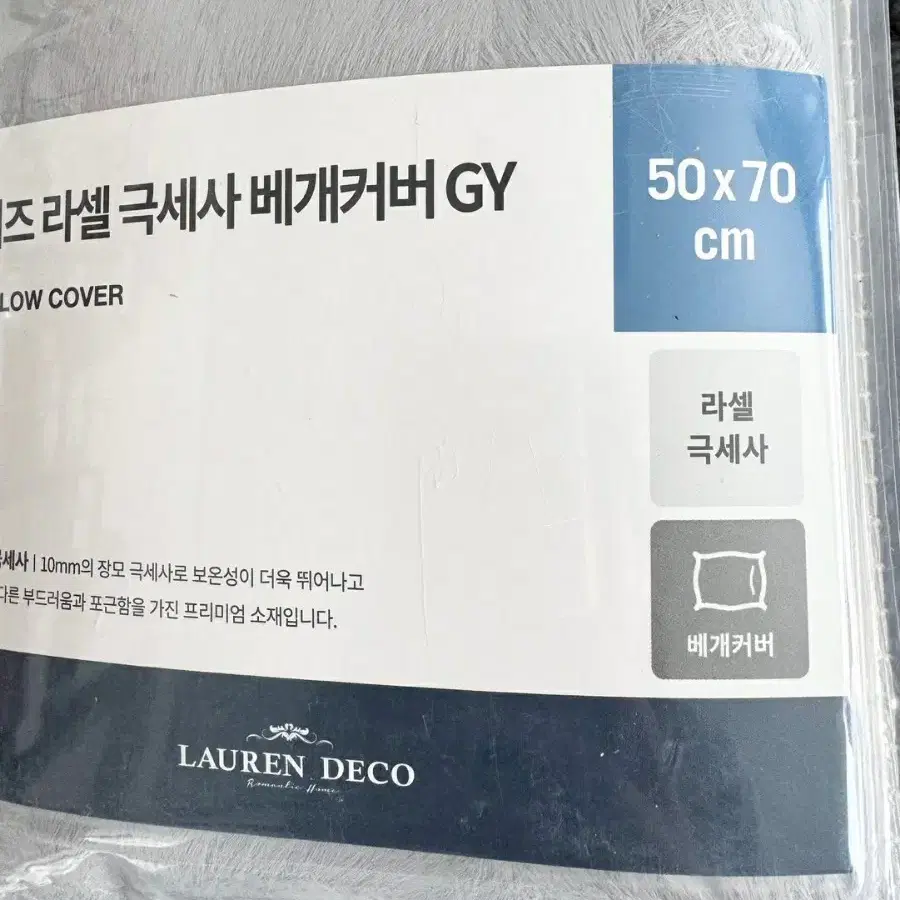 즈 라셀 극세사 베개커버 GY
LOW COVER
50 x 70
cm
라셀
극세사
베개커버
극세사 | 10mm의 장모 극세사로 보온성이 더욱 뛰어나고
다른 부드러움과 포근함을 가진 프리미엄 소재입니다.
LAUREN DECO
Romantic Home